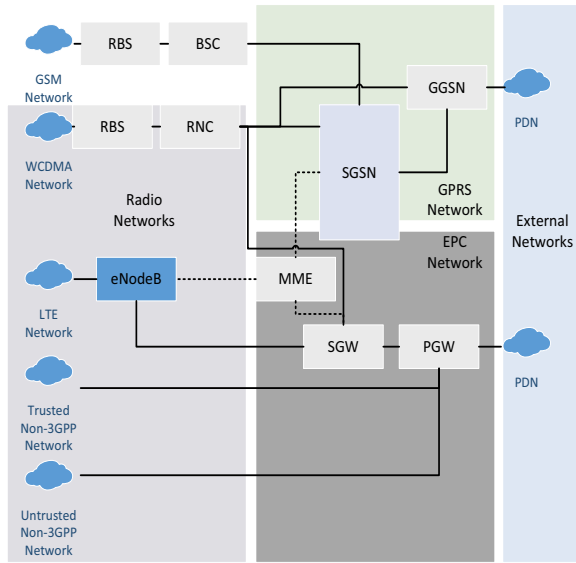 RBS
BSC
GSM
Network
GGSN
PDN
RBS
RNC
WCDMA
Network
SGSN
Radio
Networks
GPRS
Network
External
Networks
EPC
Network
eNodeB
MME
LTE
Network
SGW
PGW
PDN
Trusted
Non-3GPP
Network
Untrusted
Non-3GPP
Network